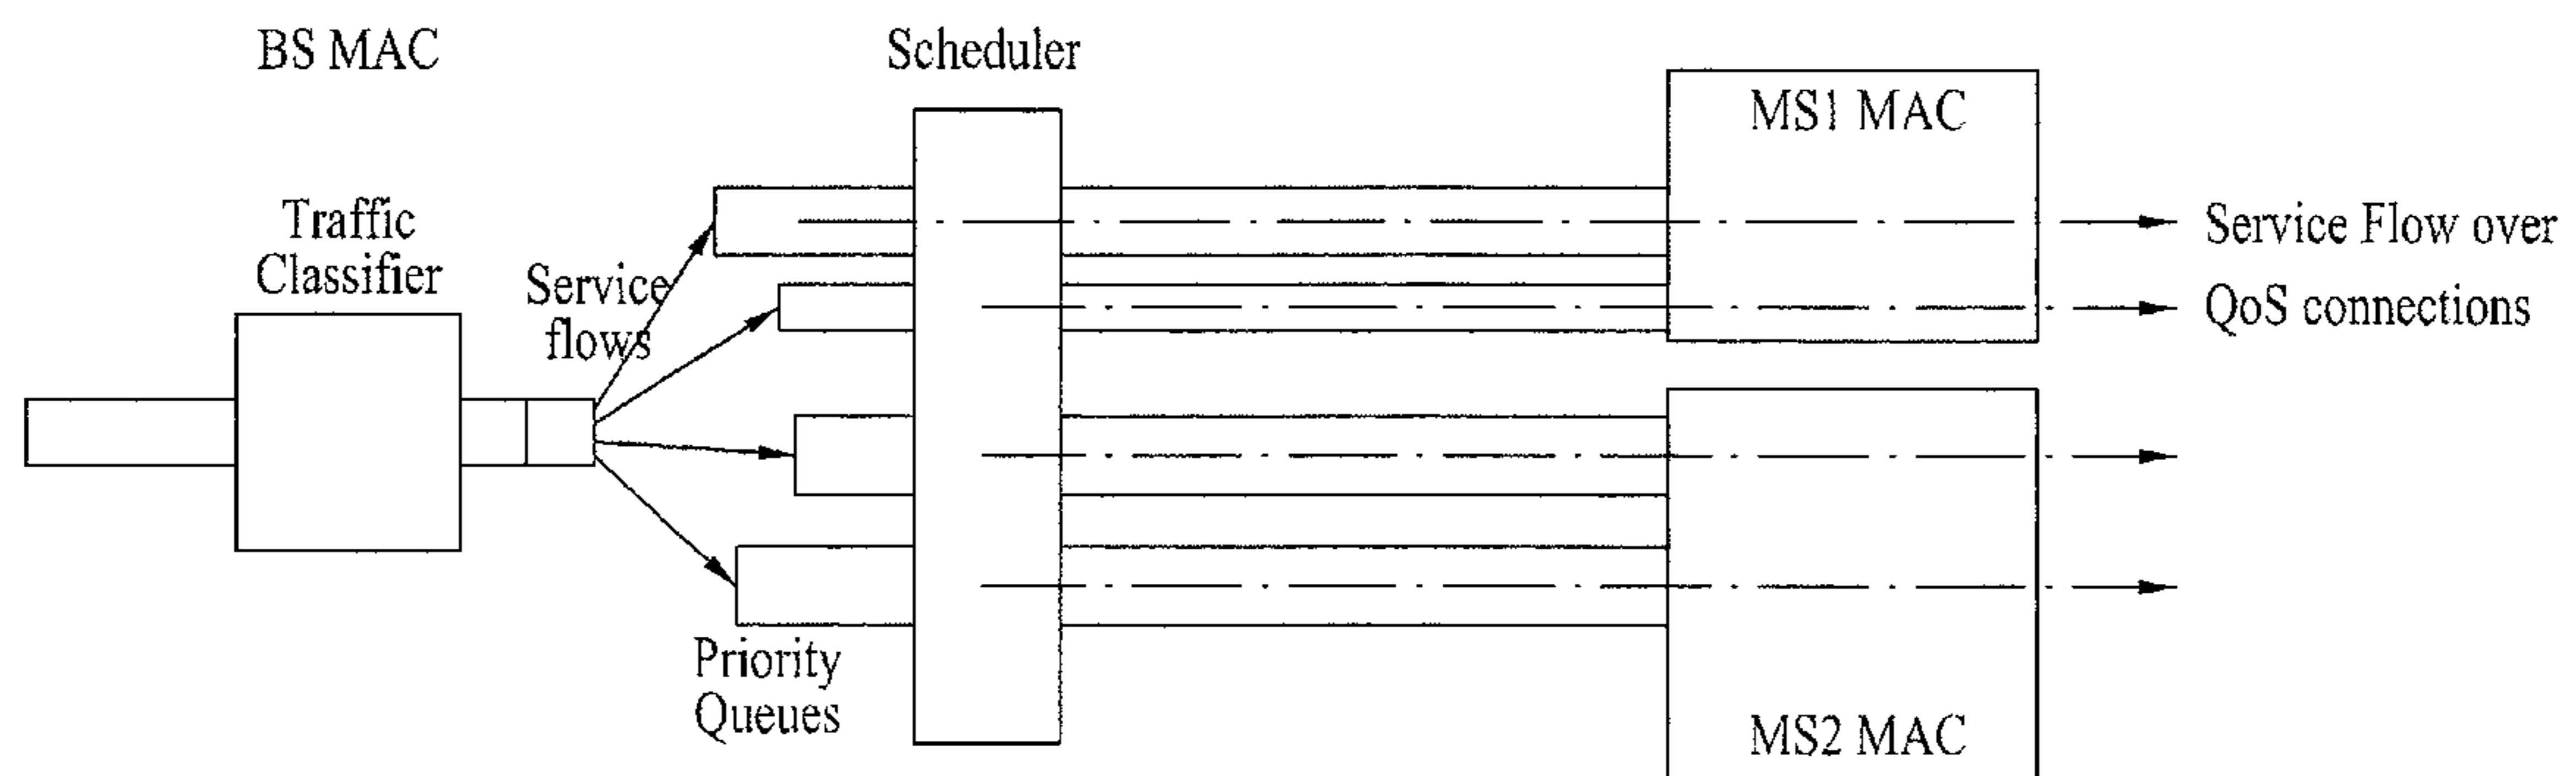 BS MAC
Scheduler
MS1 MAC
Traffic
Classifier
Service
flows
Service Flow over
QoS connections
Priority
Queues
MS2 MAC